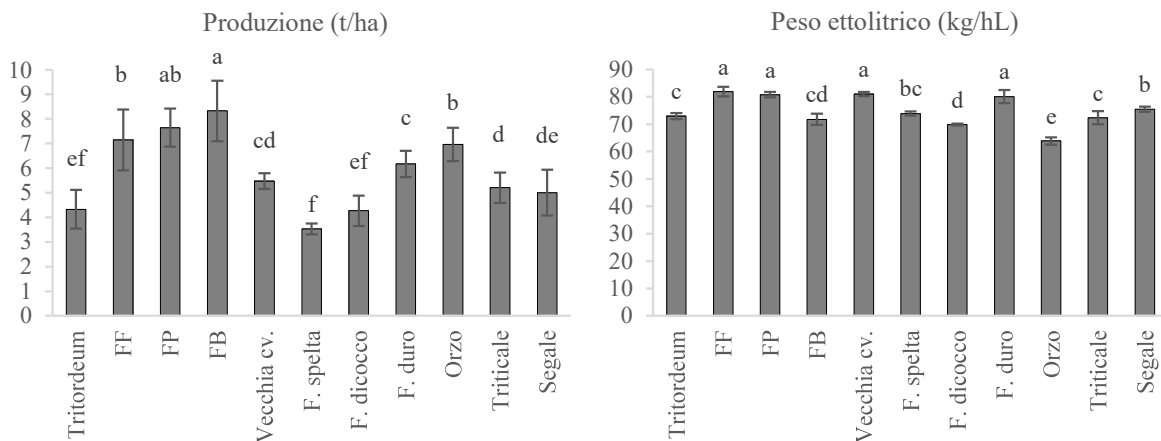 Produzione (t/ha)
10
9
8
7
6
5
4
3
2
1
0
ef
b
ab
a
cd
f
ef
c
b
d
de
Tritordeum
FF
FP
FB
Vecchia cv.
F. spelta
F. dicocco
F. duro
Orzo
Triticale
Segale
Peso ettolitrico (kg/hL)
90
80
70
60
50
40
30
20
10
0
c
a
a
cd
a
bc
d
a
e
c
b
Tritordeum
FF
FP
FB
Vecchia cv.
F. spelta
F. dicocco
F. duro
Orzo
Triticale
Segale